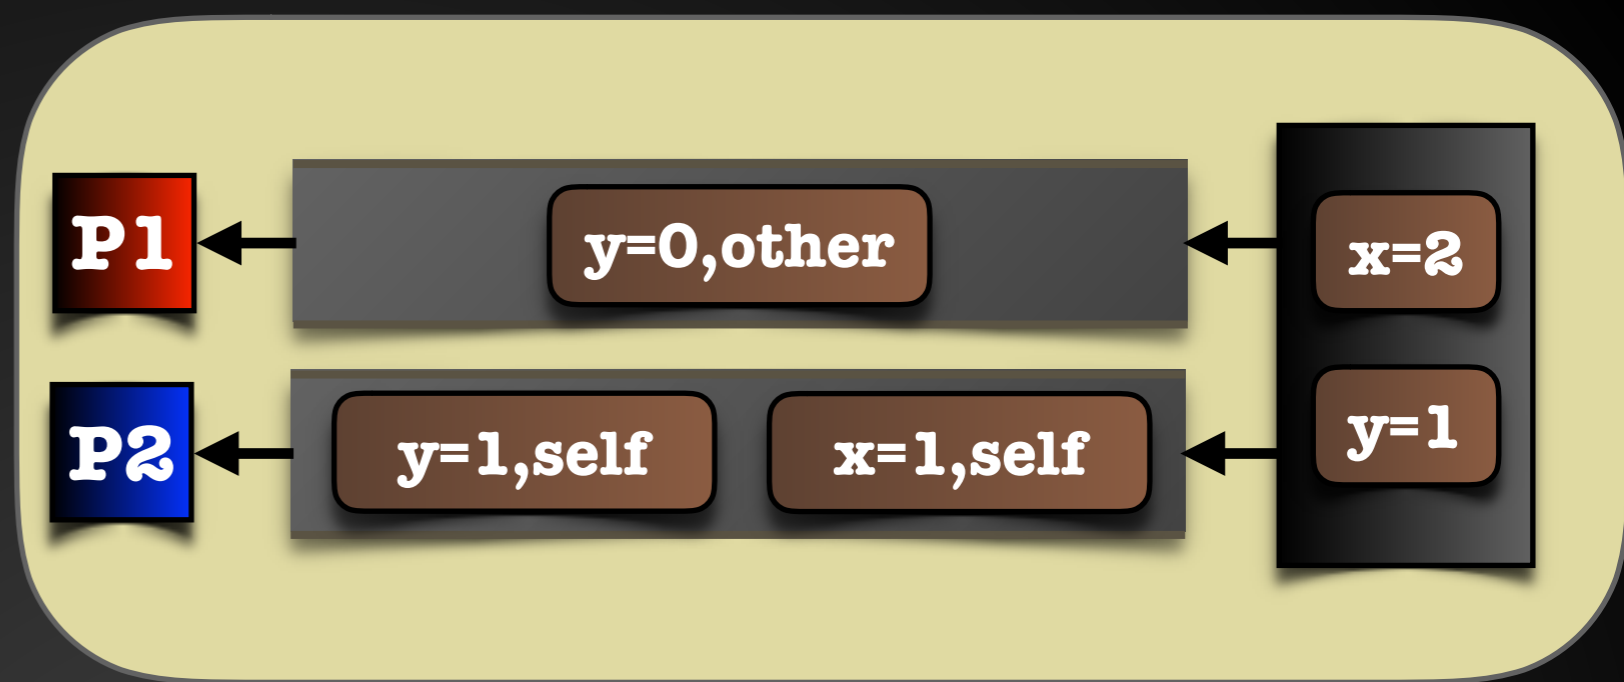 P1
y=0,other
x=2
P2
y=1,self
x=1,self
y=1